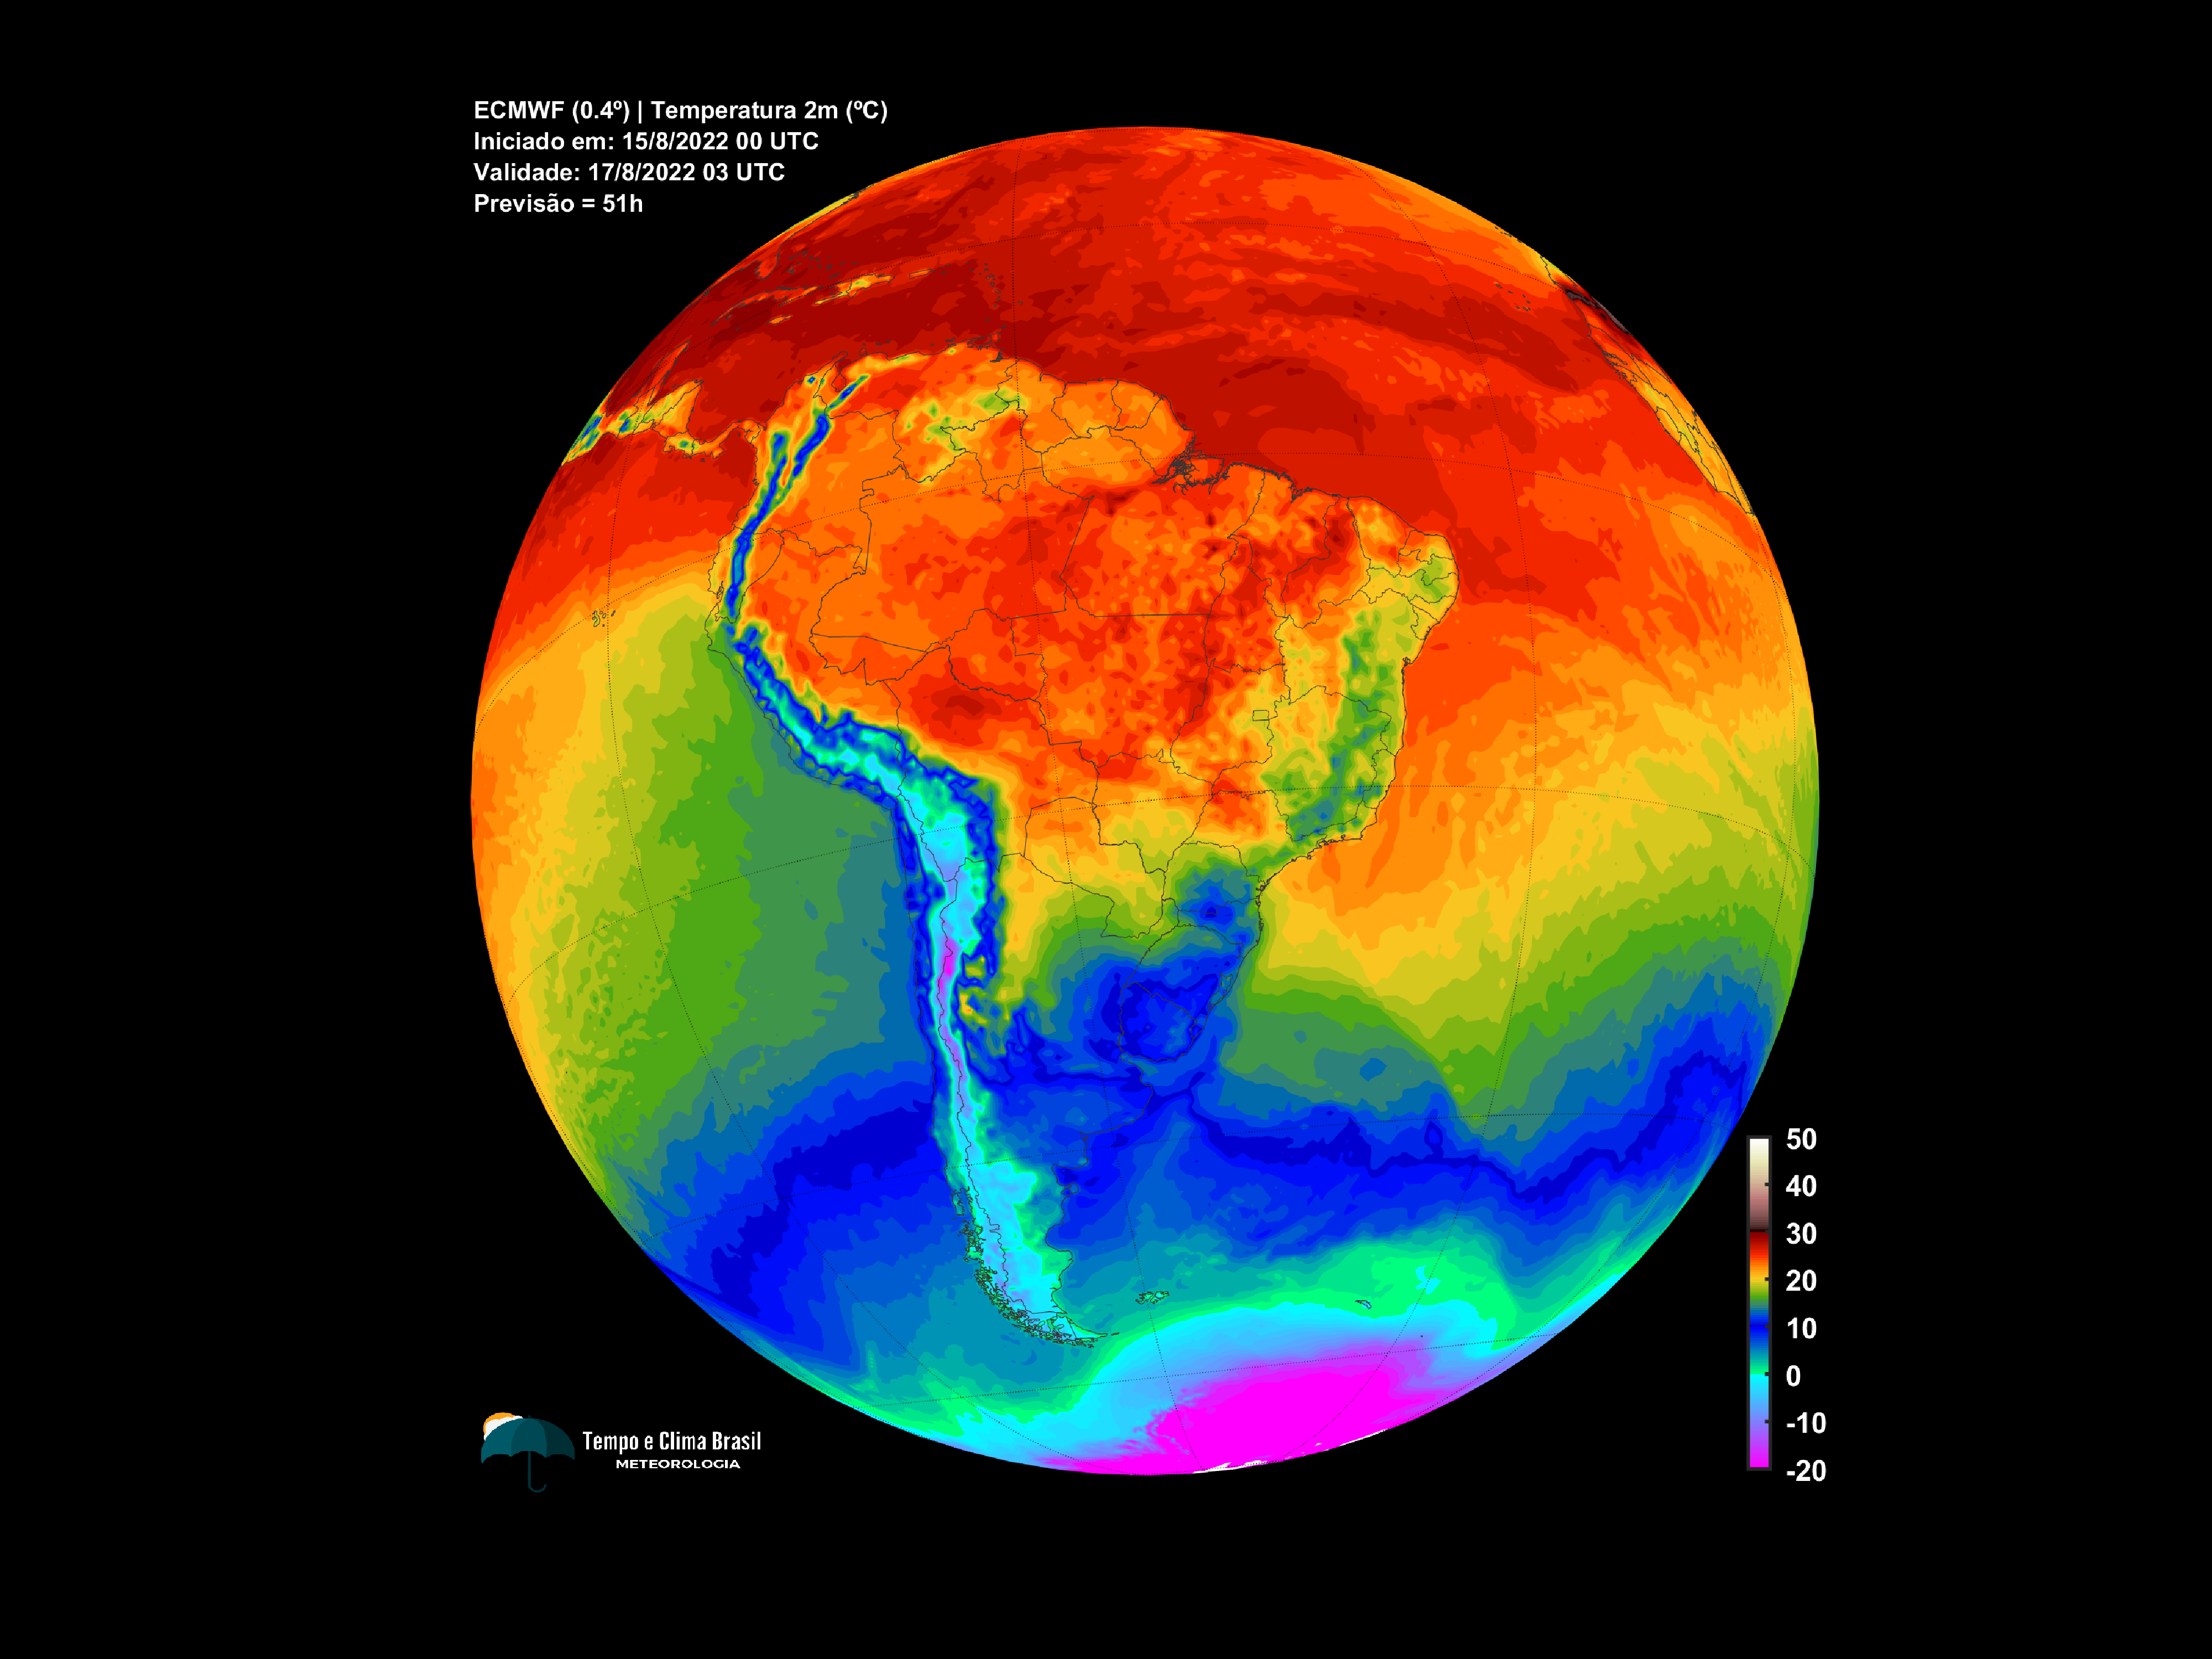 ECMWF (0.4º) | Temperatura 2m (ºC)
Iniciado em: 15/8/2022 00 UTC
Validade: 17/8/2022 03 UTC
Previsão = 51h
50
40
30
20
10
0
-10
-20
Tempo e Clima Brasil
METEOROLOGIA